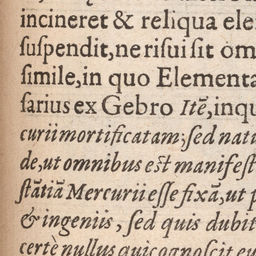 incineret & reliqua ele
ſuſpendit, ne riſui ſit om
ſimile, in quo Elementa
ſarius ex Gebro Itē, inqu
curii mortificatam; ſed natu
de, ut omnibus eſt manifeſt
ſtātiā Mercurii eſſe fixā, ut p
& ingeniis, ſed quis dubit
certe nullus qui cognoſcit eu